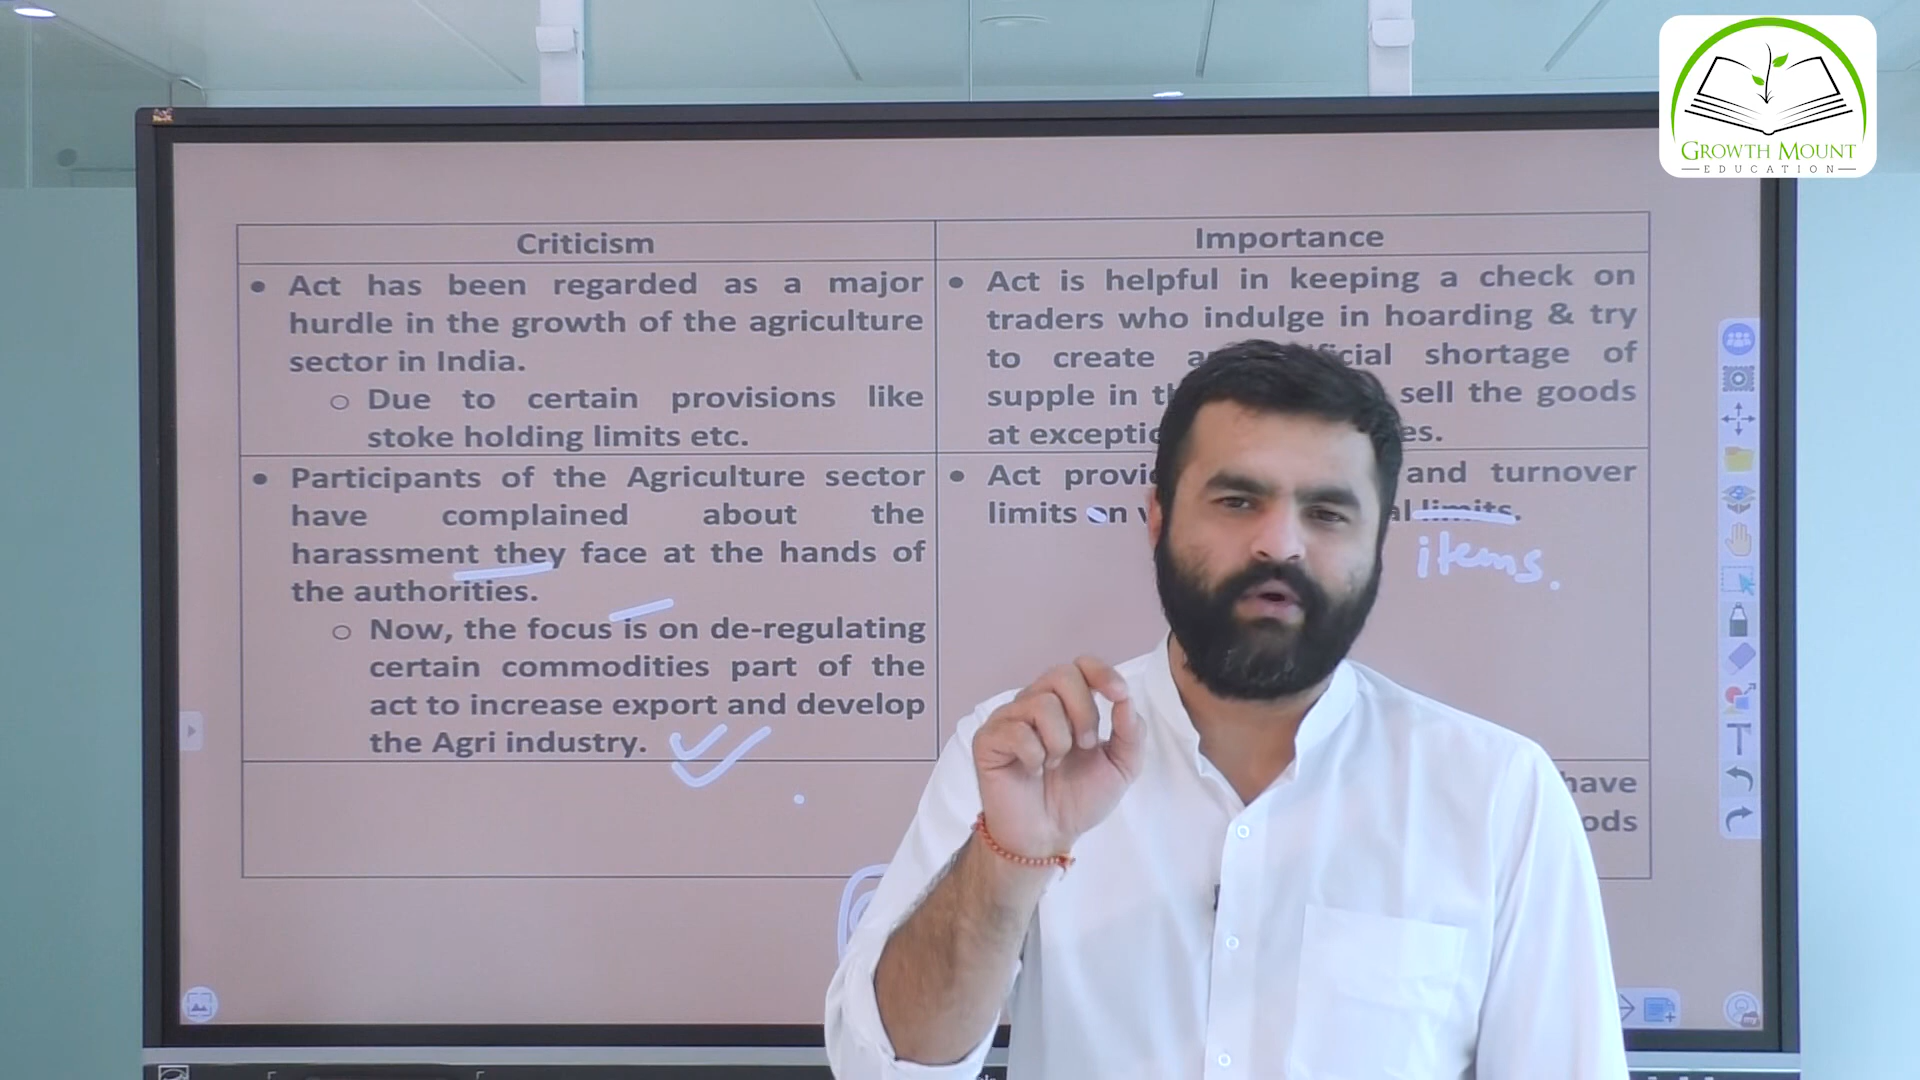 GROWTH MOUNT
EDUCATION
Criticism
Importance
• Act has been regarded as a major
hurdle in the growth of the agriculture
sector in India.
○ Due to certain provisions like
stoke holding limits etc.
• Act is helpful in keeping a check on
traders who indulge in hoarding & try
to create shortage of
supple in sell the goods
at
• Participants of the Agriculture sector
have complained about the
harassment they face at the hands of
the authorities.
○ Now, the focus is on de-regulating
certain commodities part of the
act to increase export and develop
the Agri industry.
• Act and turnover
limits on limits.
items.
have